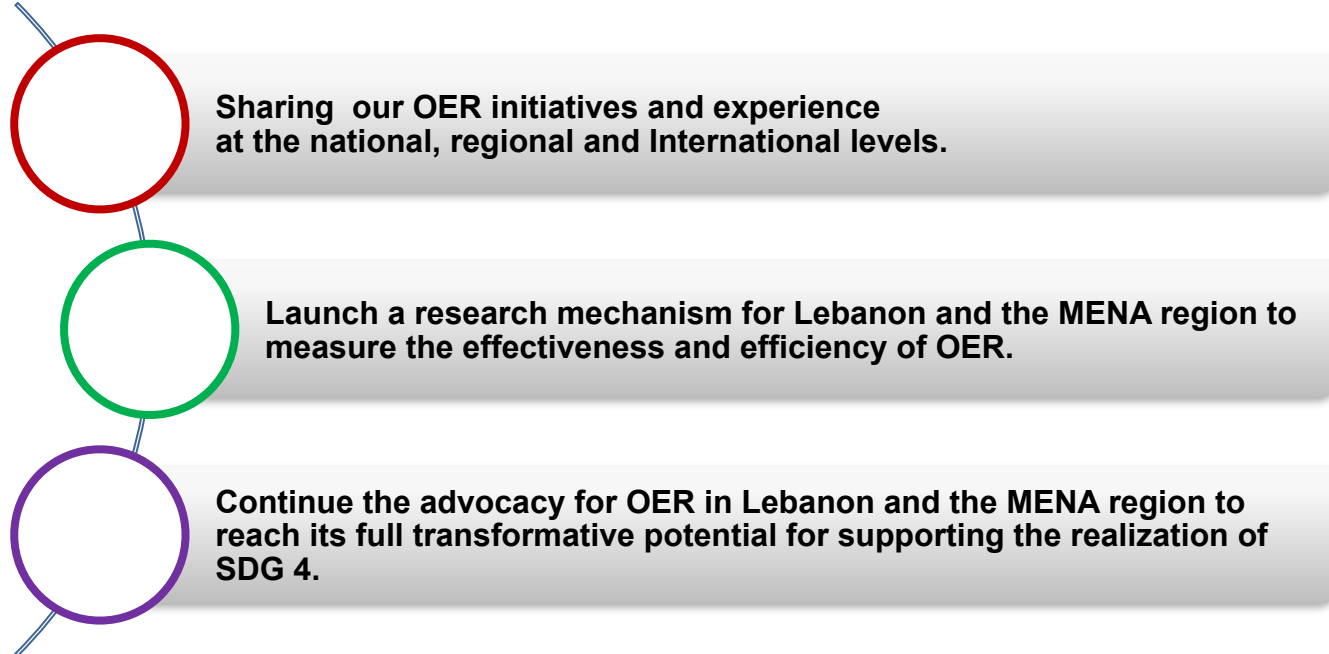 Sharing  our OER initiatives and experience
at the national, regional and International levels.
Launch a research mechanism for Lebanon and the MENA region to
measure the effectiveness and efficiency of OER.
Continue the advocacy for OER in Lebanon and the MENA region to
reach its full transformative potential for supporting the realization of
SDG 4.